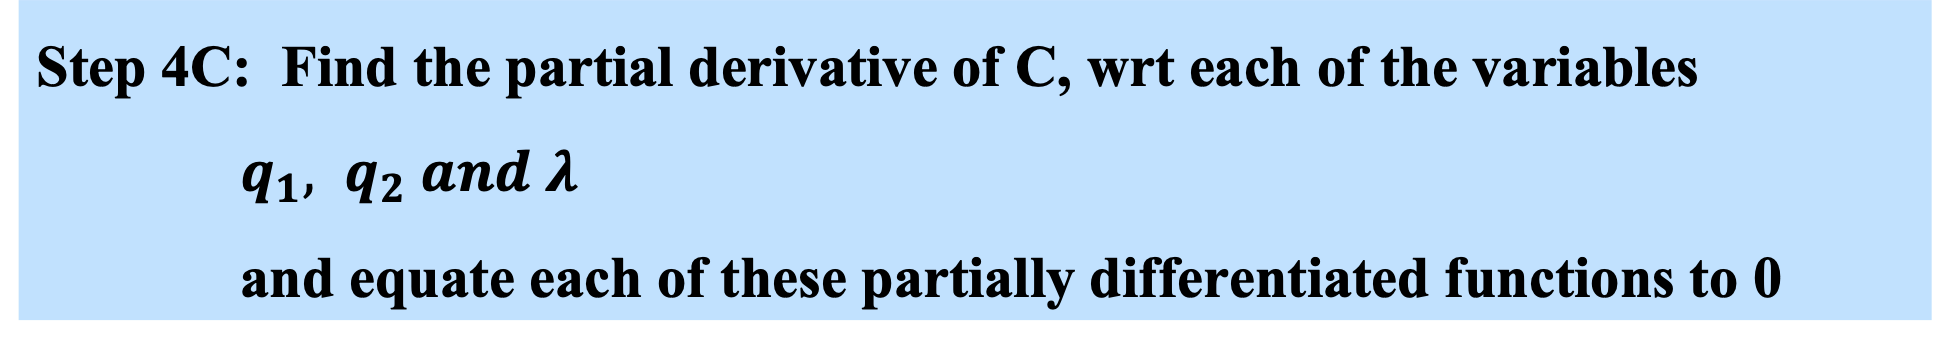 Step 4C:  Find the partial derivative of C, wrt each of the variables
q₁,  q₂ and λ
and equate each of these partially differentiated functions to 0